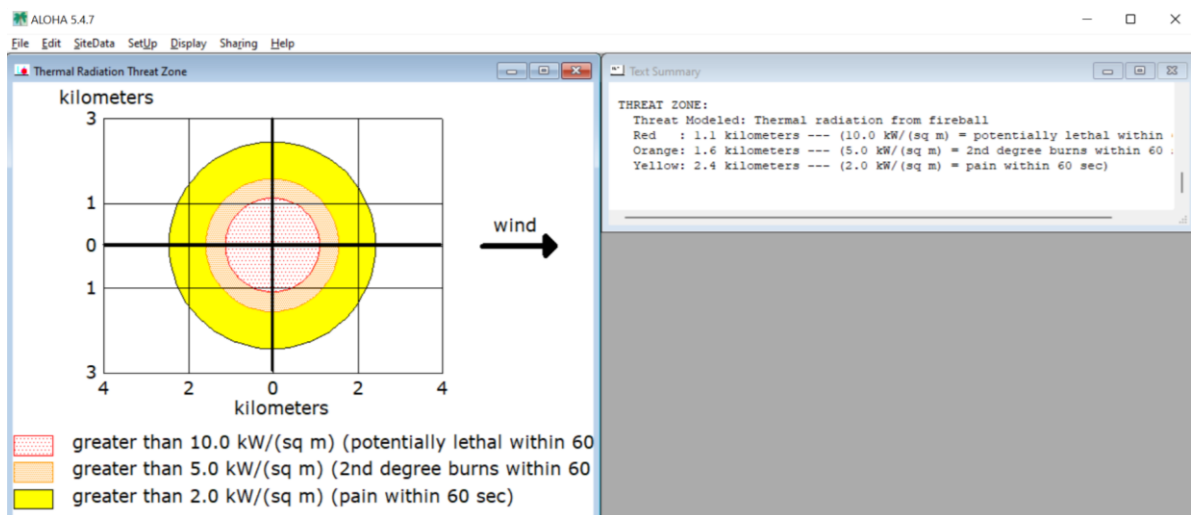 ALOHA 5.4.7
File Edit SiteData SetUp Display Sharing Help
Thermal Radiation Threat Zone
kilometers
3
1
0
1
3
4 2 0 2 4
kilometers
wind
greater than 10.0 kW/(sq m) (potentially lethal within 60
greater than 5.0 kW/(sq m) (2nd degree burns within 60
greater than 2.0 kW/(sq m) (pain within 60 sec)
Text Summary
THREAT ZONE:
Threat Modeled: Thermal radiation from fireball
Red : 1.1 kilometers --- (10.0 kW/(sq m) = potentially lethal within
Orange: 1.6 kilometers --- (5.0 kW/(sq m) = 2nd degree burns within 60
Yellow: 2.4 kilometers --- (2.0 kW/(sq m) = pain within 60 sec)